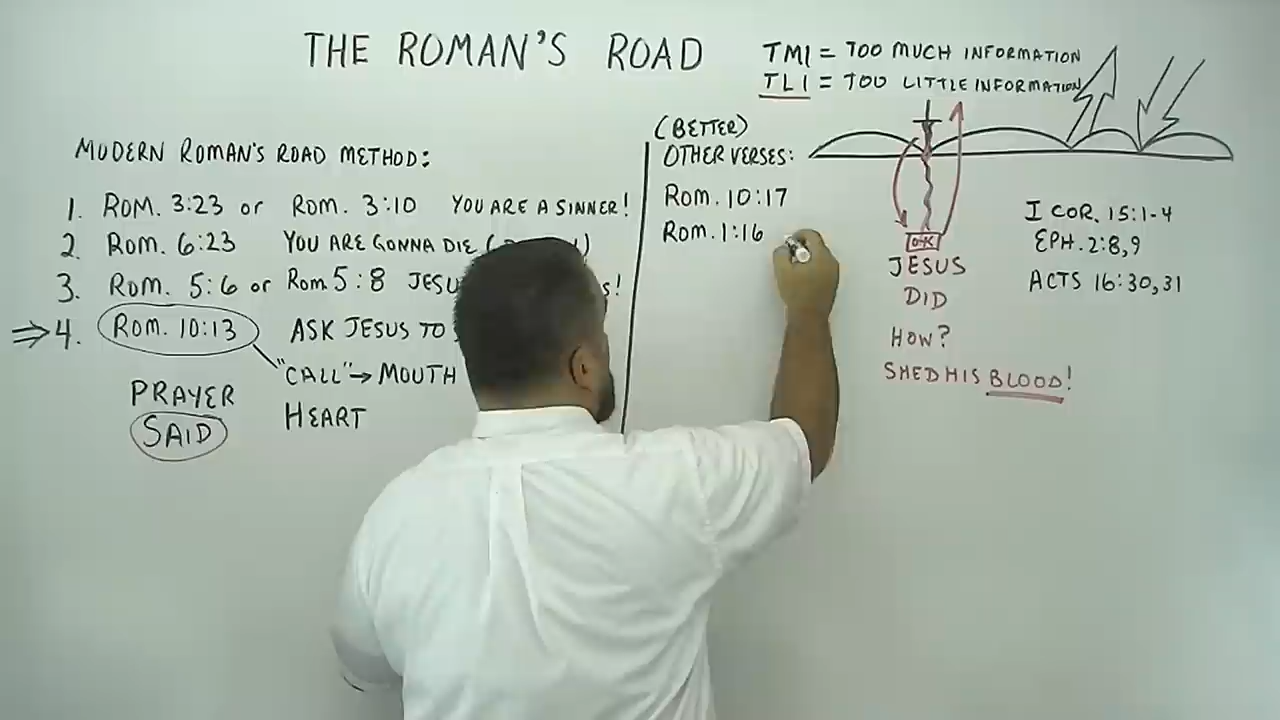 THE ROMAN'S ROAD
TMI = TOO MUCH INFORMATION
TLI = TOO LITTLE INFORMATION
MODERN ROMAN'S ROAD METHOD:
1. ROM. 3:23 or Rom. 3:10 YOU ARE A SINNER!
2. Rom. 6:23 YOU ARE GONNA DIE (
3. Rom. 5:6 or Rom 5:8 !
⇒ 4. Rom. 10:13 ASK JESUS TO
"CALL" → MOUTH
PRAYER
SAID
HEART
(BETTER)
OTHER VERSES:
Rom. 10:17
Rom. 1:16
JESUS
DID
HOW?
SHED HIS BLOOD!
I COR. 15:1-4
EPH. 2:8,9
ACTS 16:30,31